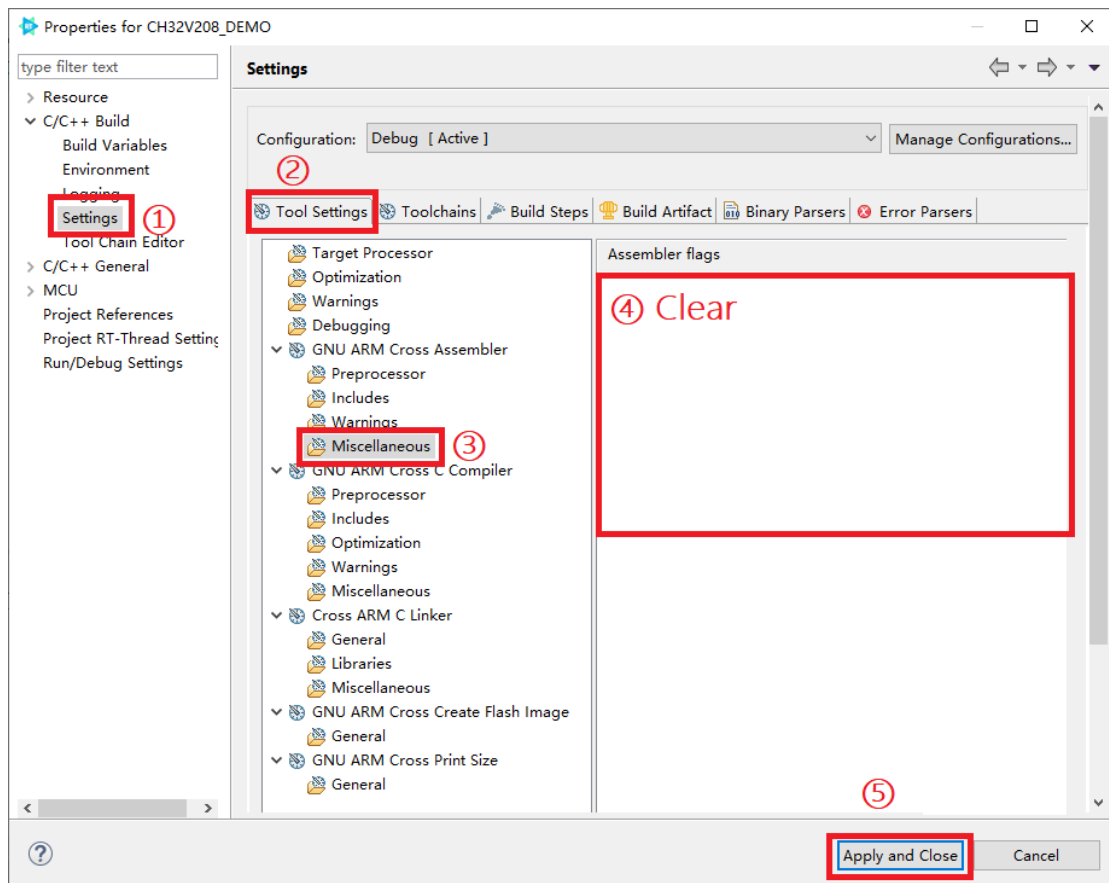 Properties for CH32V208_DEMO
type filter text
Settings
Resource
C/C++ Build
Build Variables
Environment
Logging
Settings ①
Tool Chain Editor
C/C++ General
MCU
Project References
Project RT-Thread Setting
Run/Debug Settings
Configuration: Debug [ Active ] Manage Configurations...
②
Tool Settings Toolchains Build Steps Build Artifact Binary Parsers Error Parsers
Target Processor
Optimization
Warnings
Debugging
GNU ARM Cross Assembler
Preprocessor
Includes
Warnings
Miscellaneous ③
GNU ARM Cross C Compiler
Preprocessor
Includes
Optimization
Warnings
Miscellaneous
Cross ARM C Linker
General
Libraries
Miscellaneous
GNU ARM Cross Create Flash Image
General
GNU ARM Cross Print Size
General
Assembler flags
④ Clear
⑤
Apply and Close Cancel